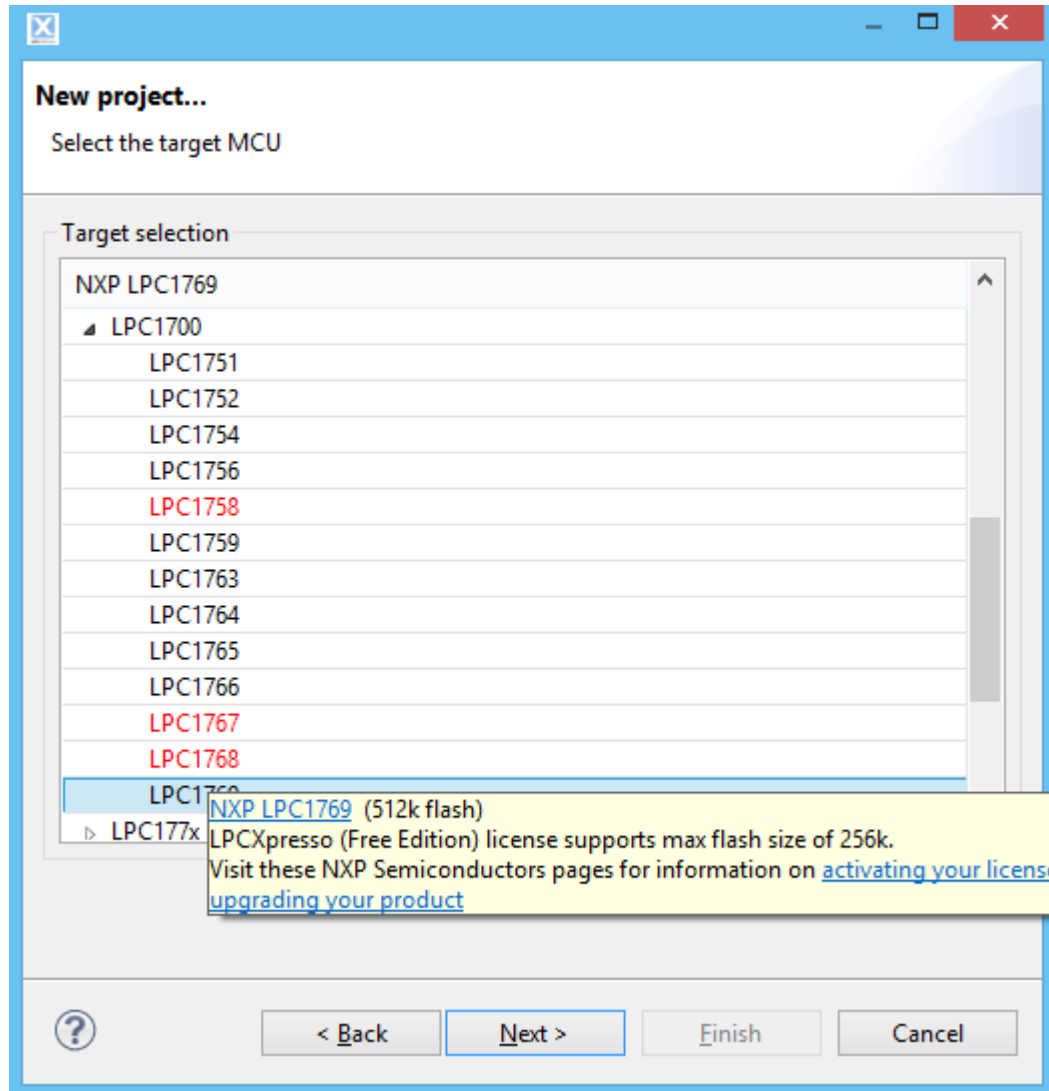 New project...
Select the target MCU
Target selection
NXP LPC1769
LPC1700
LPC1751
LPC1752
LPC1754
LPC1756
LPC1758
LPC1759
LPC1763
LPC1764
LPC1765
LPC1766
LPC1767
LPC1768
NXP LPC1769 (512k flash)
LPC177x
LPCXpresso (Free Edition) license supports max flash size of 256k.
Visit these NXP Semiconductors pages for information on activating your license
upgrading your product
?
< Back
Next >
Finish
Cancel